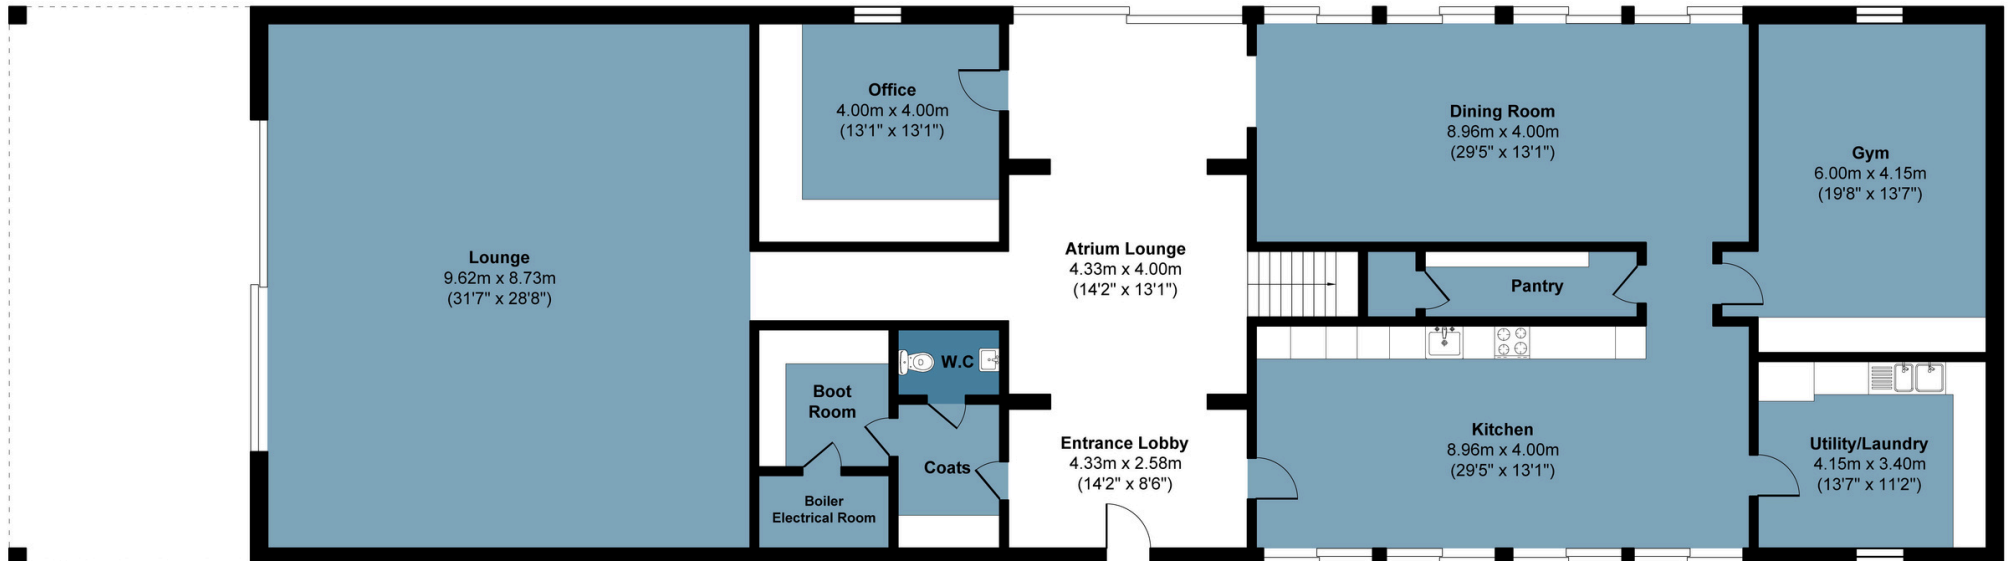 Office
4.00m x 4.00m
(13'1" x 13'1")
Dining Room
8.96m x 4.00m
(29'5" x 13'1")
Gym
6.00m x 4.15m
(19'8" x 13'7")
Lounge
9.62m x 8.73m
(31'7" x 28'8")
Atrium Lounge
4.33m x 4.00m
(14'2" x 13'1")
Pantry
W.C
Boot
Room
Entrance Lobby
4.33m x 2.58m
(14'2" x 8'6")
Kitchen
8.96m x 4.00m
(29'5" x 13'1")
Utility/Laundry
4.15m x 3.40m
(13'7" x 11'2")
Coats
Boiler
Electrical Room